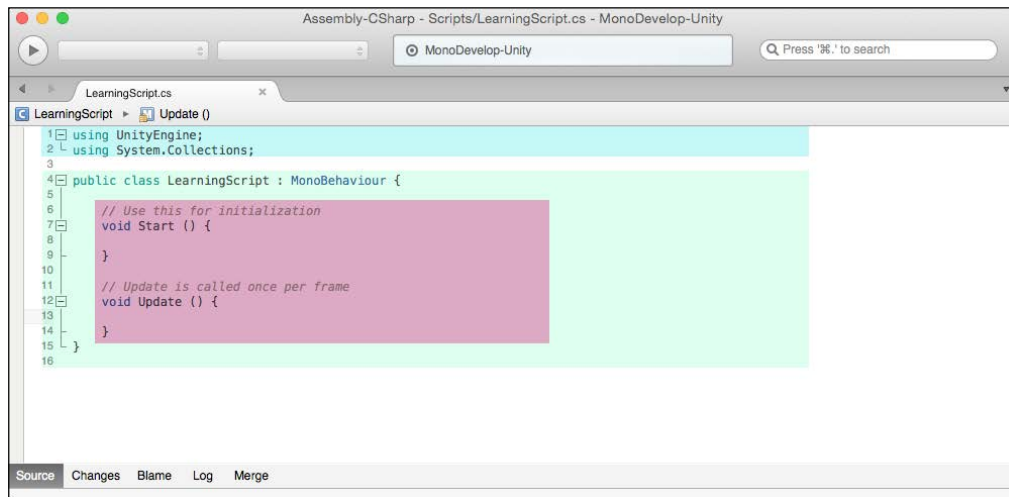 Assembly-CSharp - Scripts/LearningScript.cs - MonoDevelop-Unity
MonoDevelop-Unity
Press '⌘.' to search
LearningScript.cs
LearningScript ▸ Update ()
1 using UnityEngine;
2 using System.Collections;
3
4 public class LearningScript : MonoBehaviour {
5
6 // Use this for initialization
7 void Start () {
8
9 }
10
11 // Update is called once per frame
12 void Update () {
13
14 }
15 }
16
Source Changes Blame Log Merge